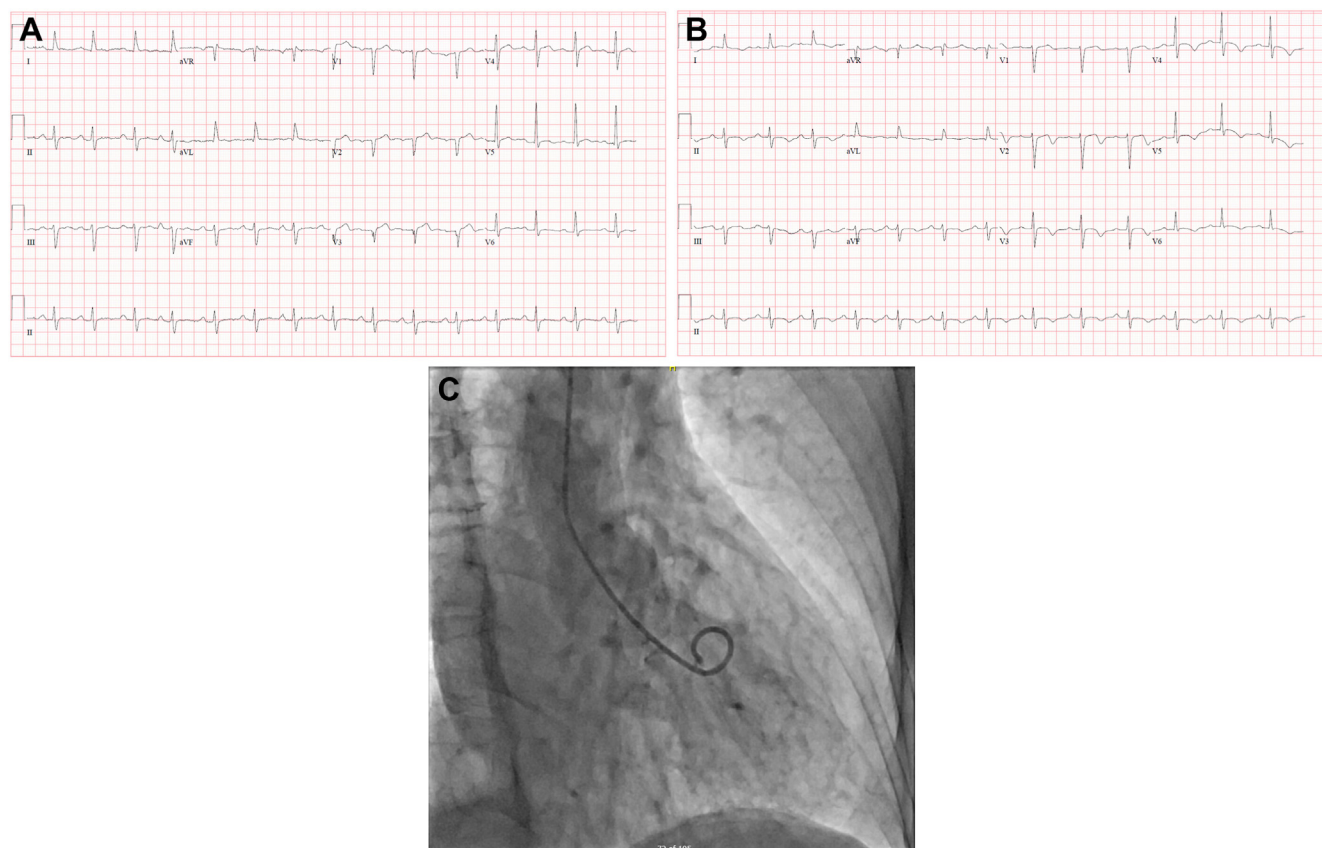 A
I aVR V1 V4
II aVL V2 V5
III aVF V3 V6
II
B
I aVR V1 V4
II aVL V2 V5
III aVF V3 V6
II
C